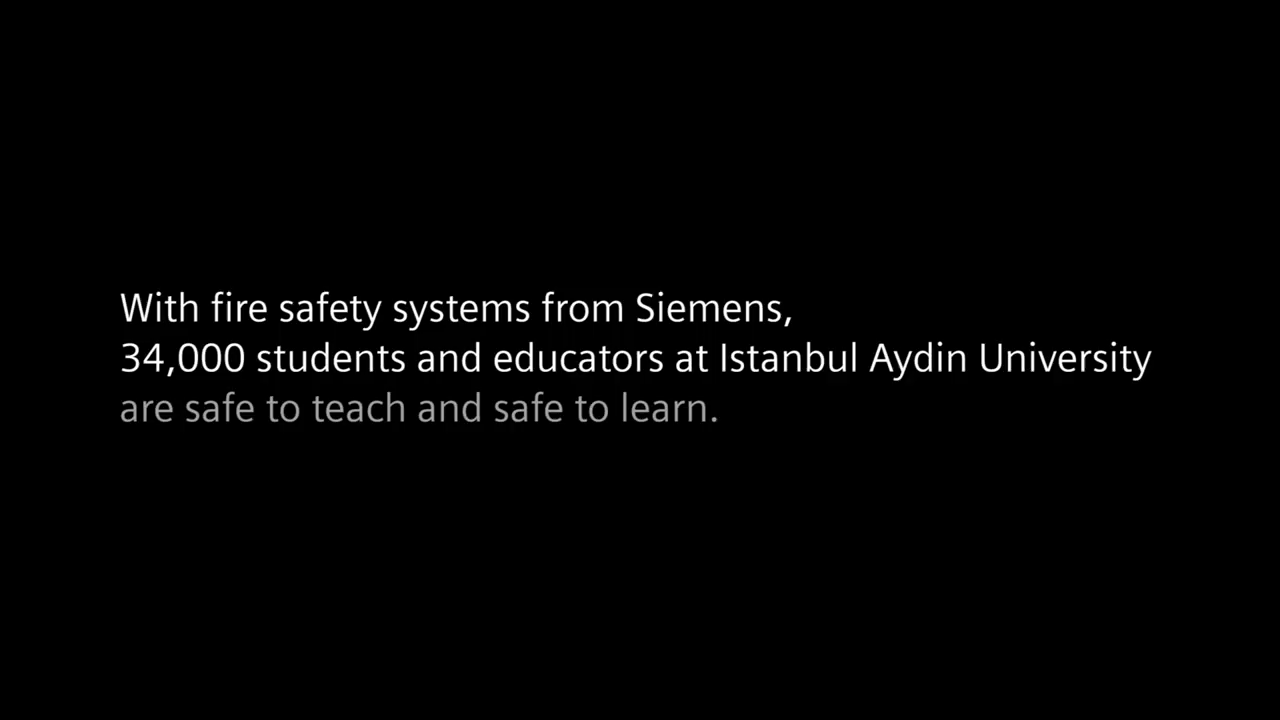 With fire safety systems from Siemens,
34,000 students and educators at Istanbul Aydin University
are safe to teach and safe to learn.